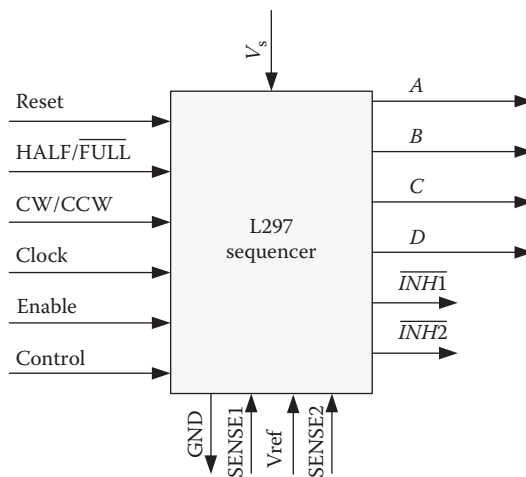 Vs
Reset
HALF/FULL
CW/CCW
Clock
Enable
Control
L297
sequencer
A
B
C
D
INH1
INH2
GND
SENSE1
Vref
SENSE2